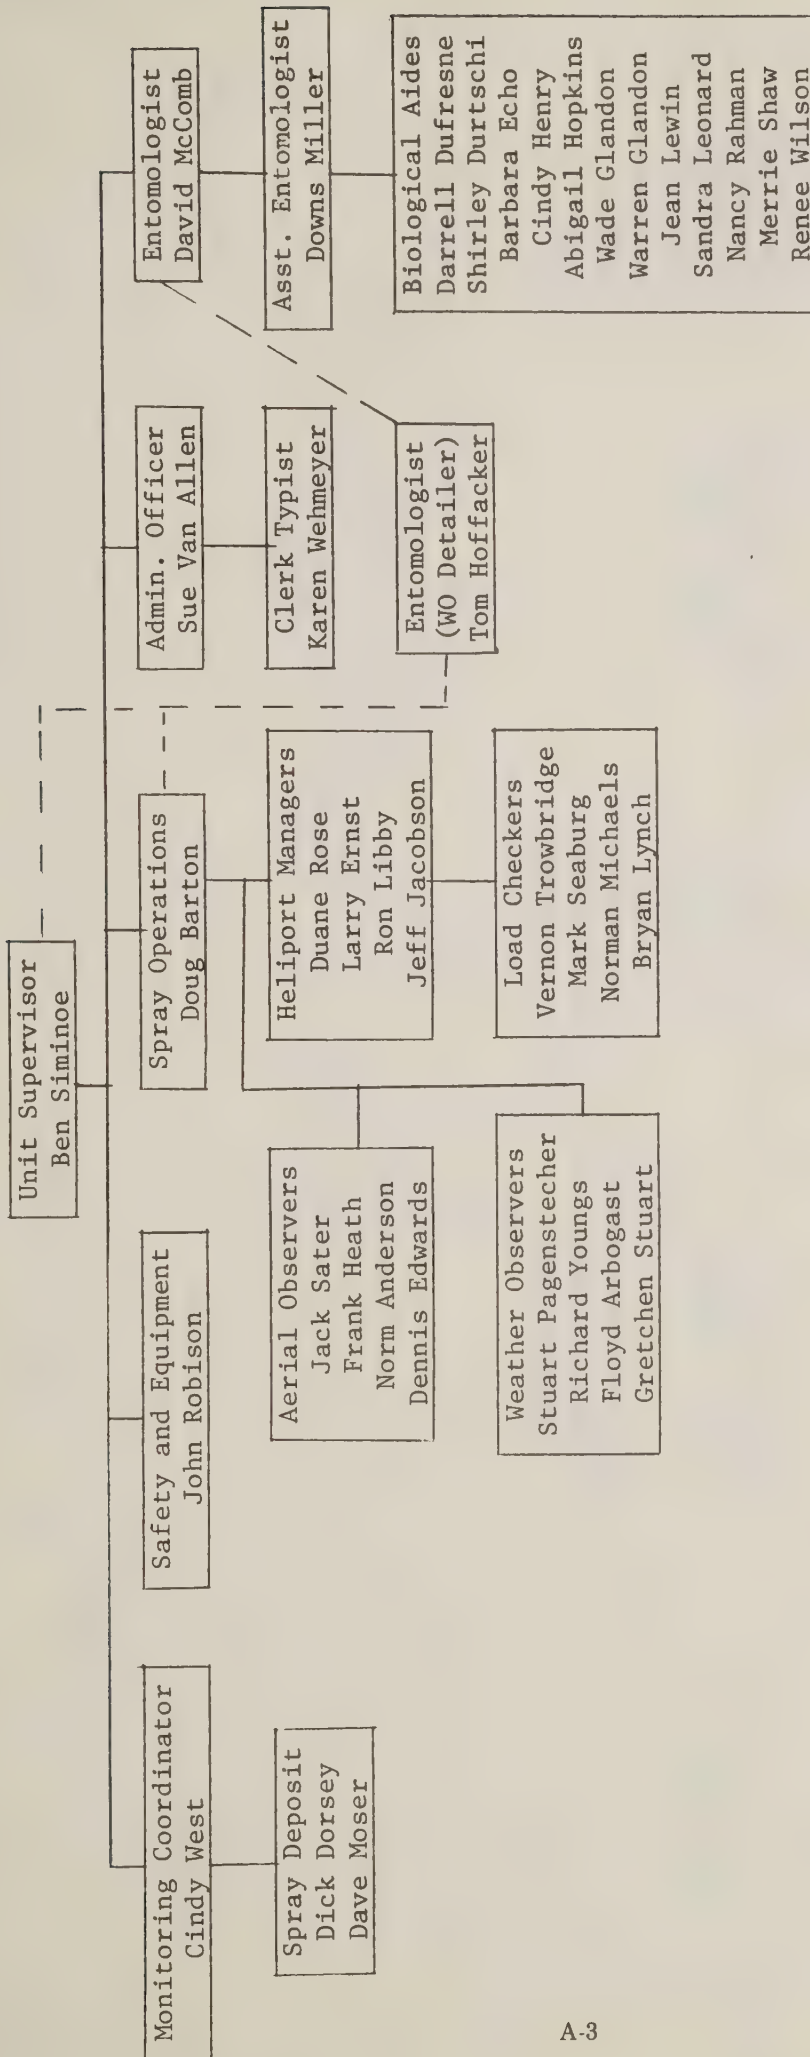 Unit Supervisor
Ben Siminoe
Monitoring Coordinator
Cindy West
Safety and Equipment
John Robison
Spray Operations
Doug Barton
Admin. Officer
Sue Van Allen
Entomologist
David McComb
Spray Deposit
Dick Dorsey
Dave Moser
Aerial Observers
Jack Sater
Frank Heath
Norm Anderson
Dennis Edwards
Heliport Managers
Duane Rose
Larry Ernst
Ron Libby
Jeff Jacobson
Clerk Typist
Karen Wehmeyer
Asst. Entomologist
Downs Miller
Weather Observers
Stuart Pagenstecher
Richard Youngs
Floyd Arbogast
Gretchen Stuart
Load Checkers
Vernon Trowbridge
Mark Seaburg
Norman Michaels
Bryan Lynch
Entomologist
(WO Detailer)
Tom Hoffacker
Biological Aides
Darrell Dufresne
Shirley Durtschi
Barbara Echo
Cindy Henry
Abigail Hopkins
Wade Glandon
Warren Glandon
Jean Lewin
Sandra Leonard
Nancy Rahman
Merrie Shaw
Renee Wilson
A-3